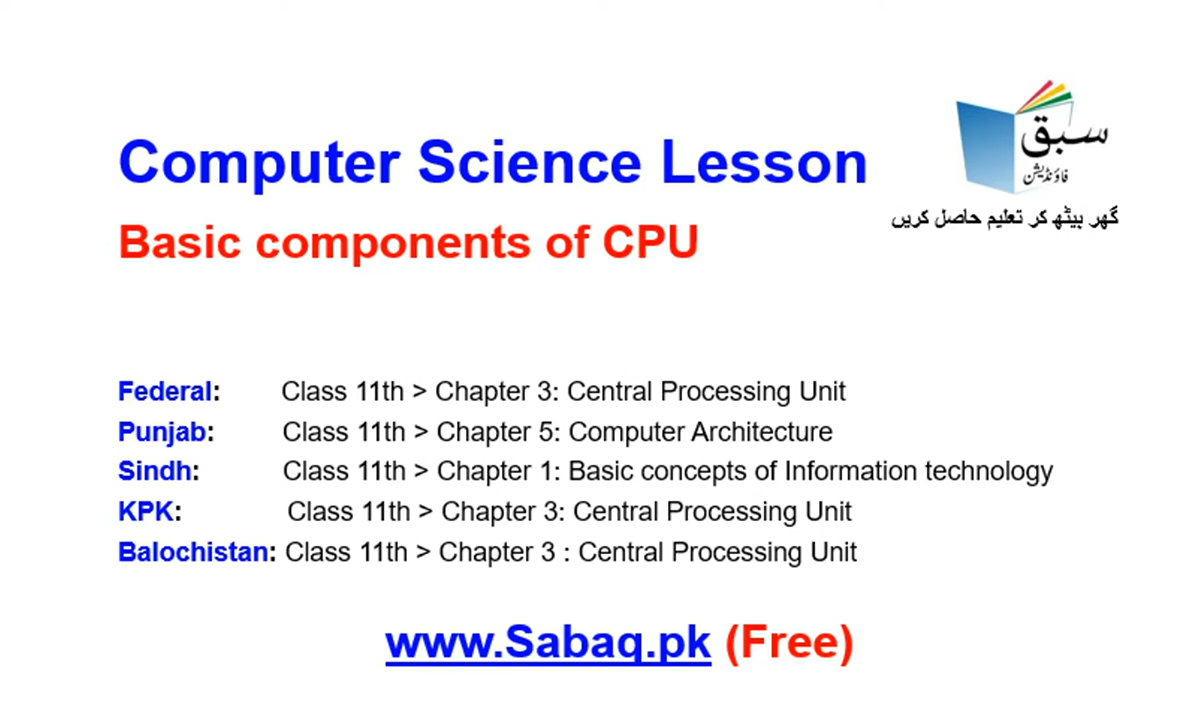 سبق
فاؤنڈیشن
گھر بیٹھ کر تعلیم حاصل کریں
Computer Science Lesson
Basic components of CPU
Federal: Class 11th > Chapter 3: Central Processing Unit
Punjab: Class 11th > Chapter 5: Computer Architecture
Sindh: Class 11th > Chapter 1: Basic concepts of Information technology
KPK: Class 11th > Chapter 3: Central Processing Unit
Balochistan: Class 11th > Chapter 3 : Central Processing Unit
www.Sabaq.pk (Free)